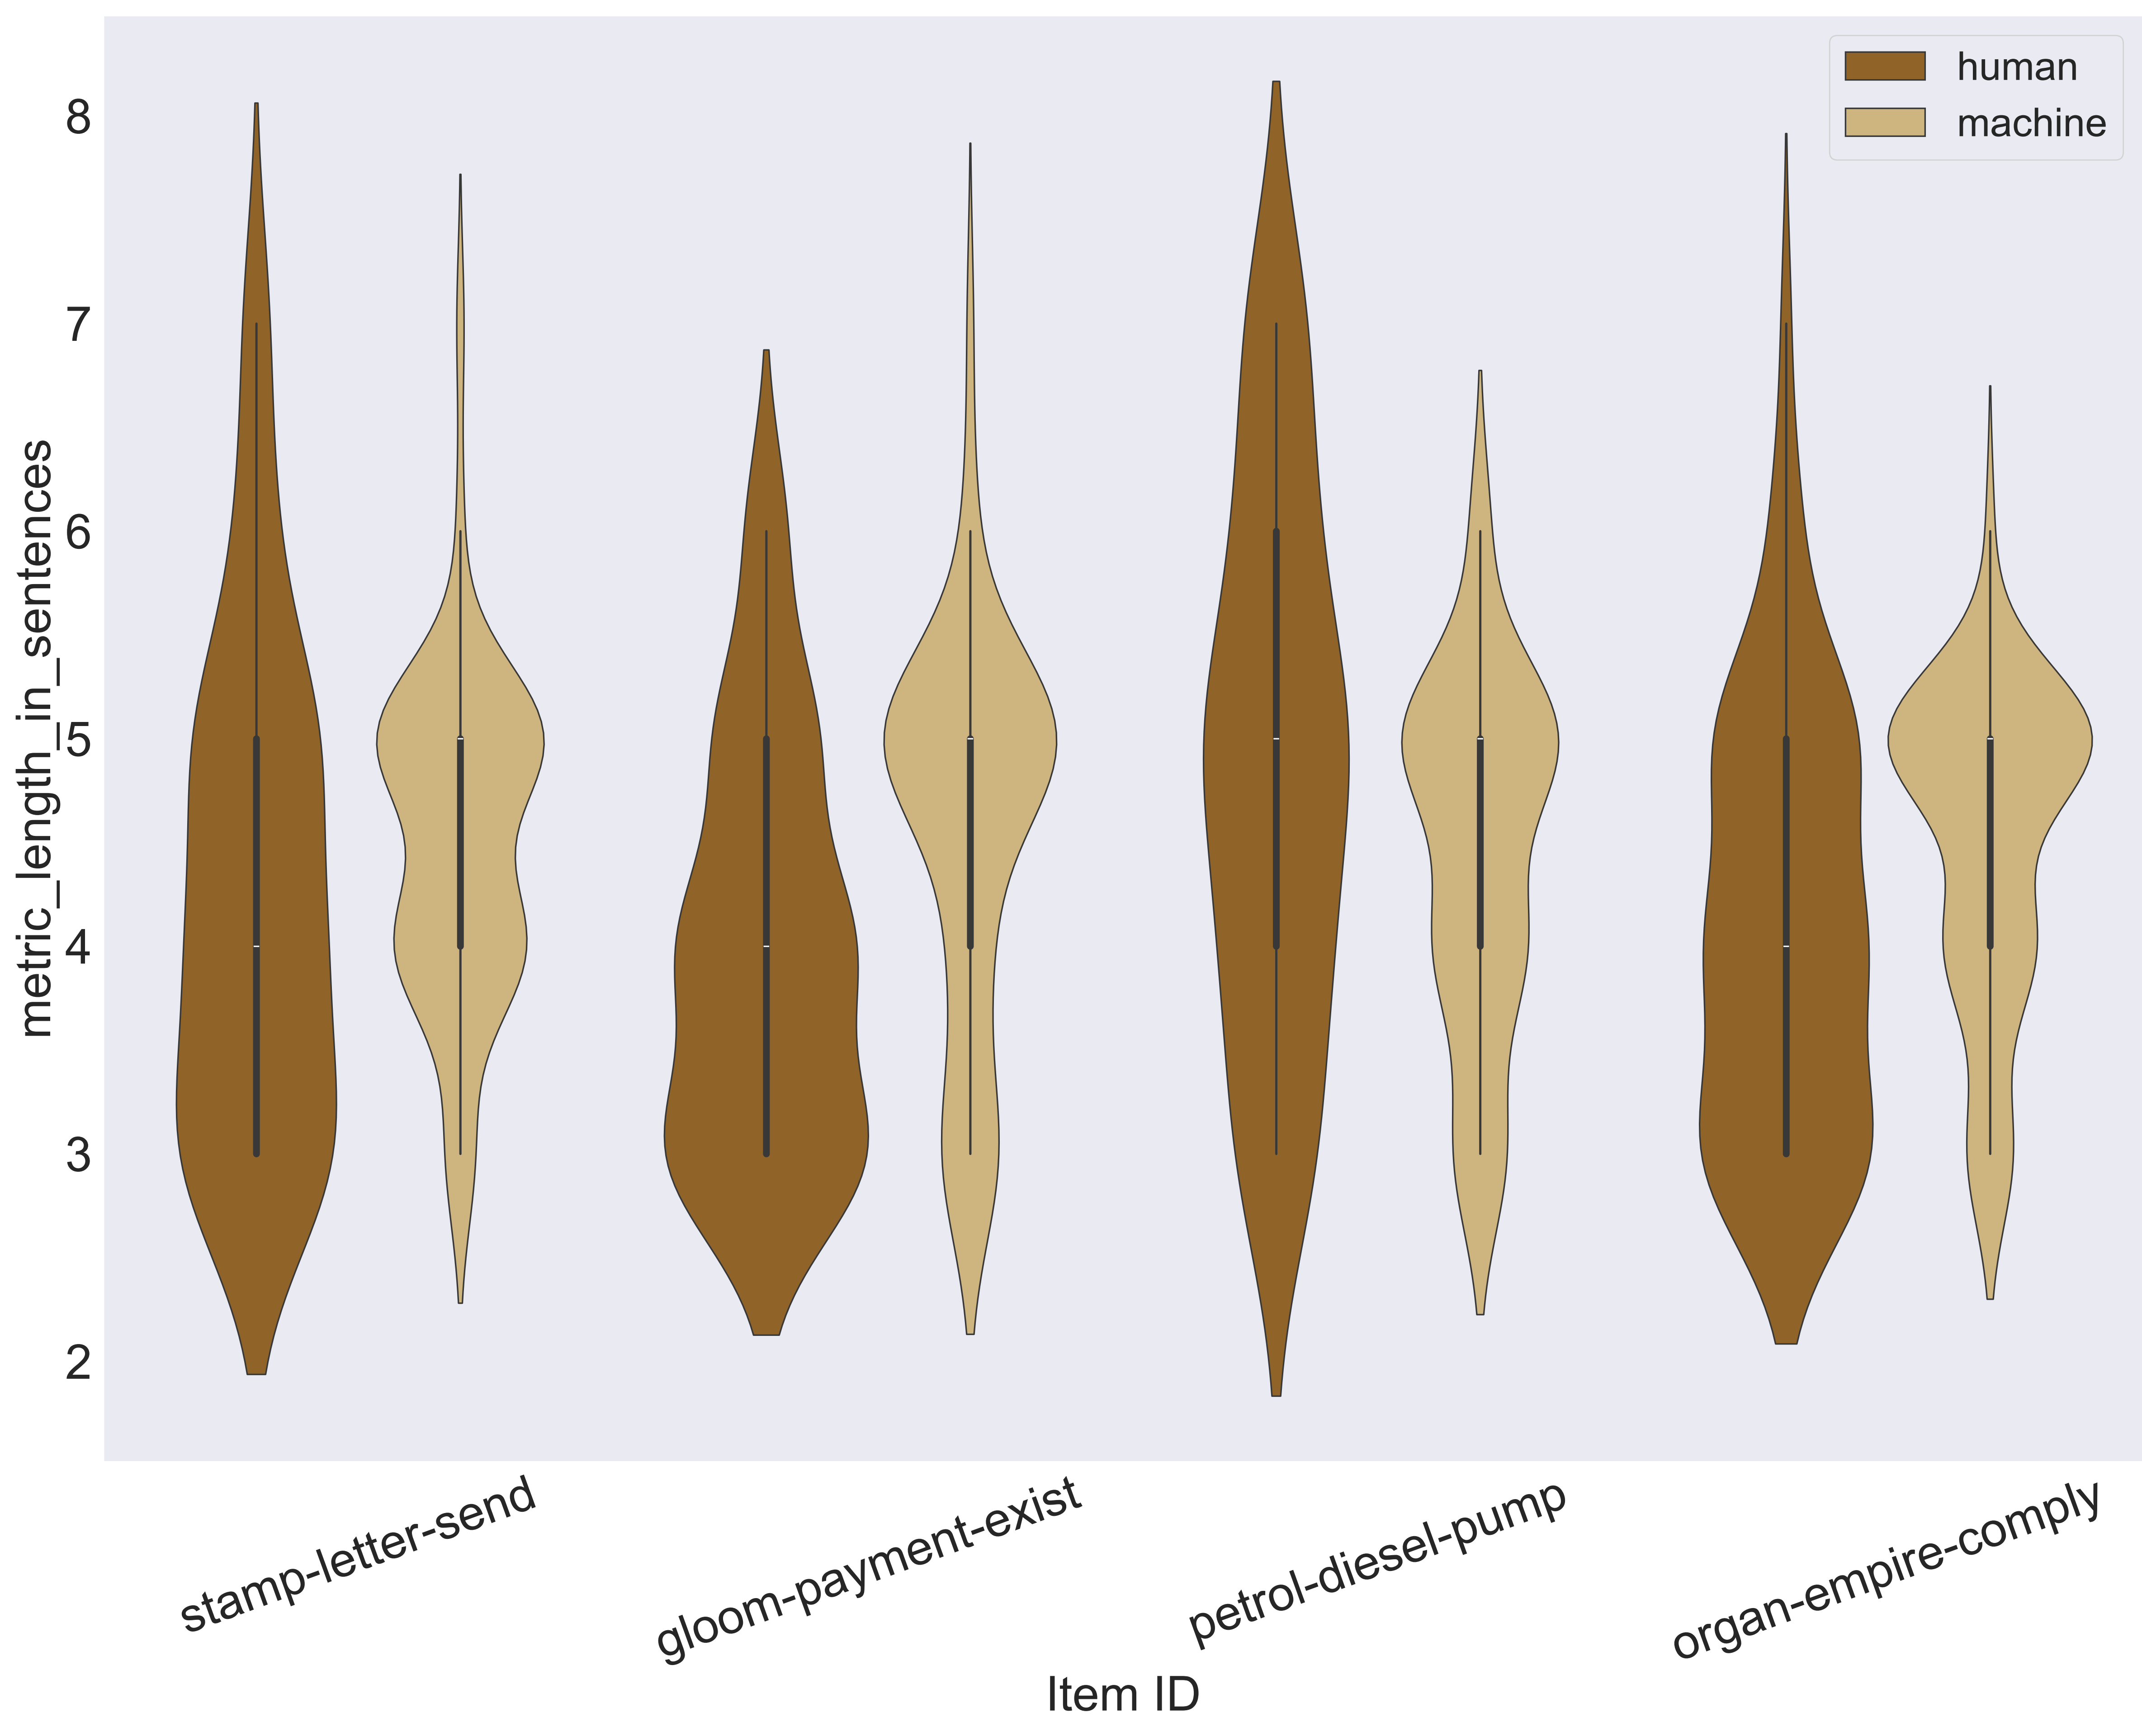 human
machine
8
7
6
5
4
3
2
metric_length_in_sentences
stamp-letter-send
gloom-payment-exist
petrol-diesel-pump
organ-empire-comply
Item ID